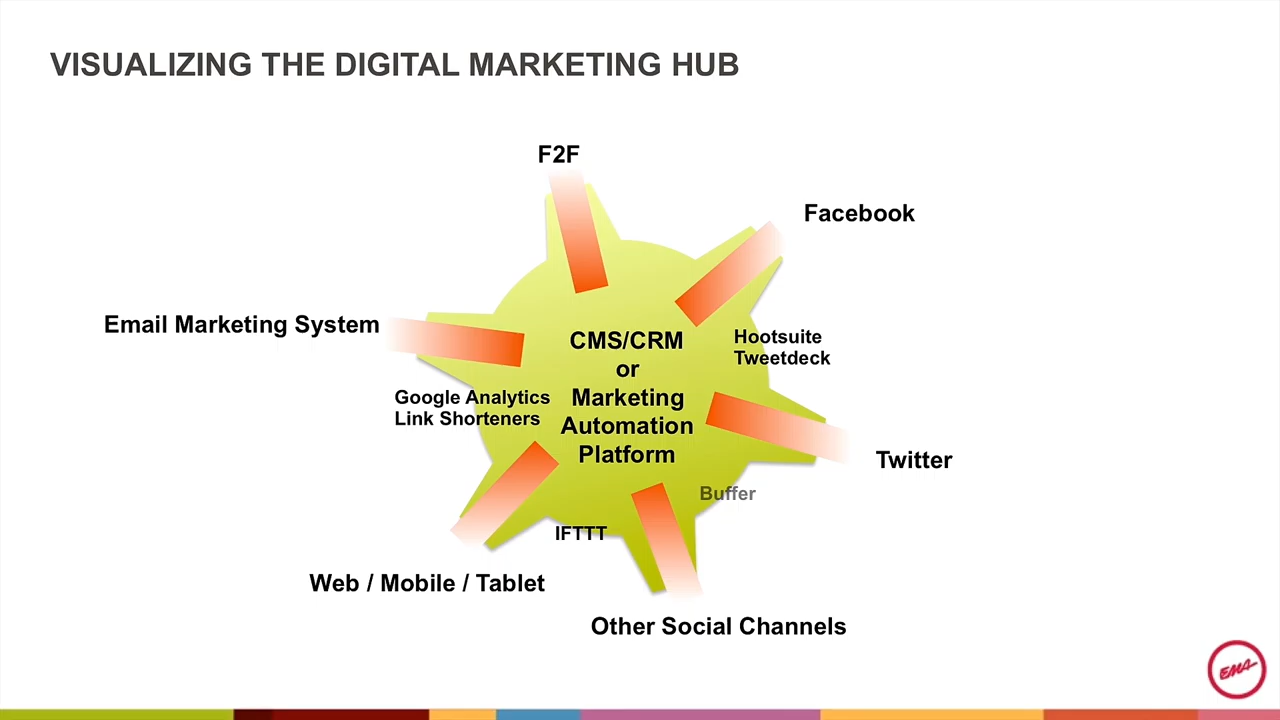 VISUALIZING THE DIGITAL MARKETING HUB
F2F
Facebook
Email Marketing System
Hootsuite
Tweetdeck
CMS/CRM
or
Marketing
Automation
Platform
Google Analytics
Link Shorteners
Twitter
Buffer
IFTTT
Web / Mobile / Tablet
Other Social Channels
EMA